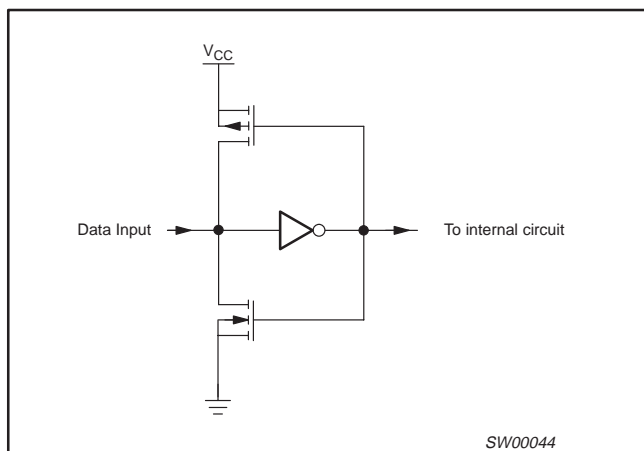 VCC
Data Input
To internal circuit
SW00044